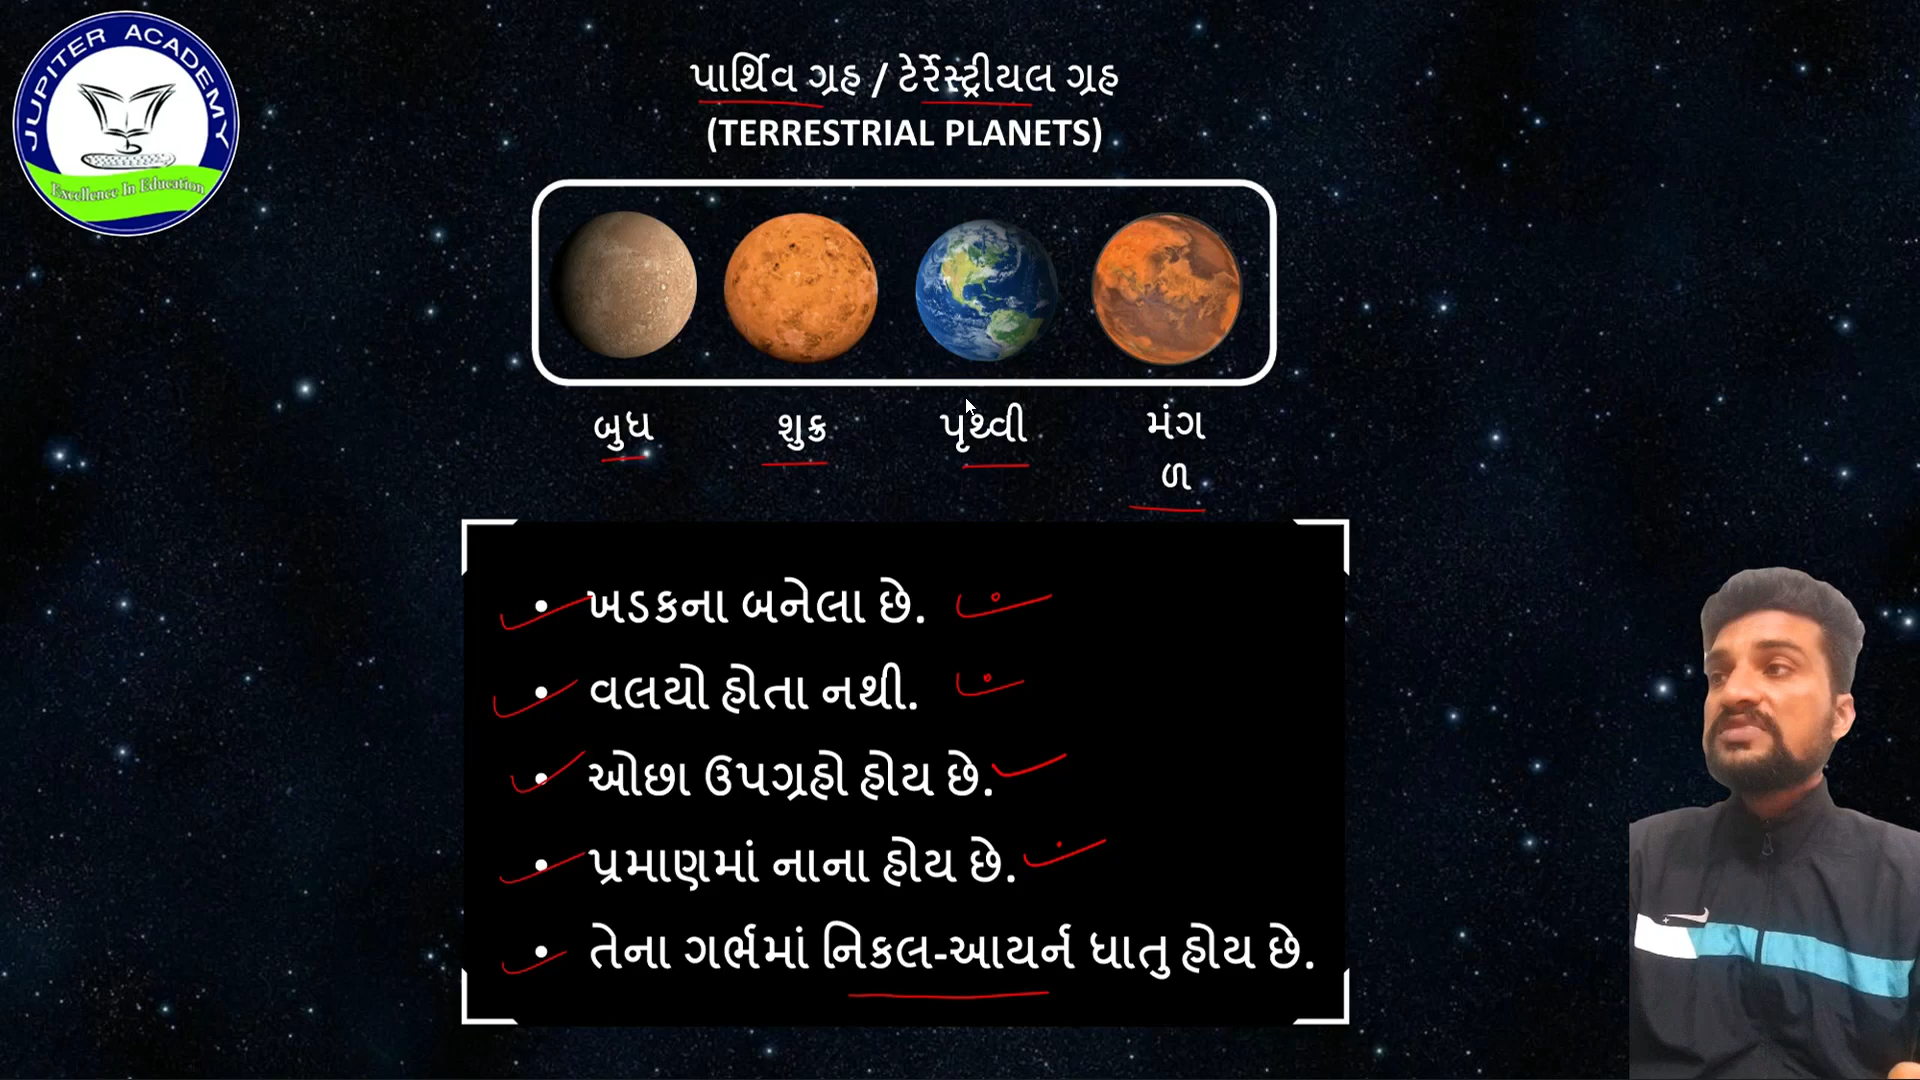 JUPITER ACADEMY
Excellence In Education
પાર્થિવ ગ્રહ / ટેર્રેસ્ટ્રીયલ ગ્રહ
(TERRESTRIAL PLANETS)
બુધ શુક્ર પૃથ્વી મંગ
ળ
• ખડકના બનેલા છે.
• વલયો હોતા નથી.
• ઓછા ઉપગ્રહો હોય છે.
• પ્રમાણમાં નાના હોય છે.
• તેના ગર્ભમાં નિકલ-આયર્ન ધાતુ હોય છે.